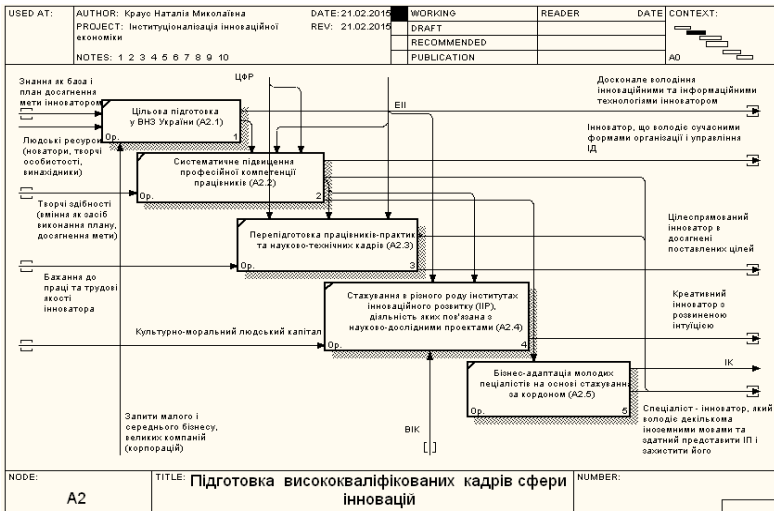 USED AT:
AUTHOR: Краус Наталія Миколаївна
DATE: 21.02.2015
PROJECT: Інституціоналізація інноваційної
економіки
REV: 21.02.2015
NOTES: 1 2 3 4 5 6 7 8 9 10
WORKING
DRAFT
RECOMMENDED
PUBLICATION
READER
DATE
CONTEXT:
A0
Знання як база і
план досягнення
мети інноватором
ЦФР
ЕІІ
Досконале володіння
інноваційними та інформаційними
технологіями інноватором
Цільова підготовка
у ВНЗ України (А2.1)
0р.
1
Людські ресурси
(новатори, творчі
особистості,
винахідники)
Інноватор, що володіє сучасними
формами організації і управління
ІД
Систематичне підвищення
професійної компетенції
працівників (А2.2)
0р.
2
Творчі здібності
(вміння як засіб
виконання плану,
досягнення мети)
Перепідготовка працівників-практик
та науково-технічних кадрів (А2.3)
0р.
3
Цілеспрямований
інноватор в
досягнені
поставлених цілей
Бажання до
праці та трудові
якості
інноватора
Стажування в різного роду інститутах
інноваційного розвитку (ІІР),
діяльність яких пов'язана з
науково-дослідними проектами (А2.4)
0р.
4
Креативний
інноватор з
розвиненою
інтуїцією
Культурно-моральний людський капітал
Бізнес-адаптація молодих
пеціалістів на основі стажуванн
за кордоном (А2.5)
0р.
5
ІК
Запити малого і
середнього бізнесу,
великих компаній
(корпорацій)
ВІК
Спеціаліст - інноватор, який
володіє декількома
іноземними мовами та
здатний представити ІП і
захистити його
NODE:
A2
TITLE:
Підготовка висококваліфікованих кадрів сфери
інновацій
NUMBER: